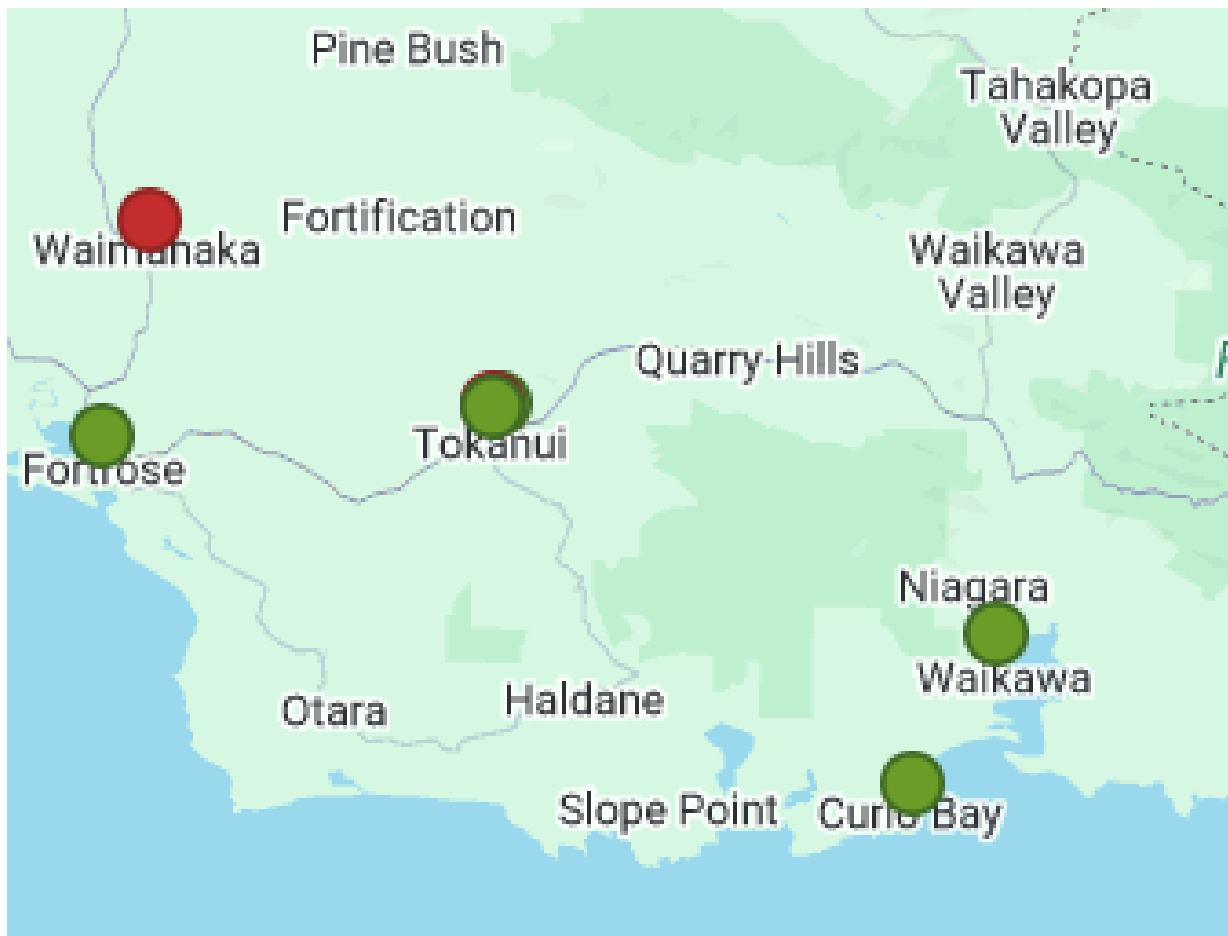 Pine Bush
Tahakopa
Valley
Fortification
Waimahaka
Waikawa
Valley
Quarry Hills
Tokanui
Fortrose
Niagara
Waikawa
Haldane
Otara
Slope Point
Curio Bay